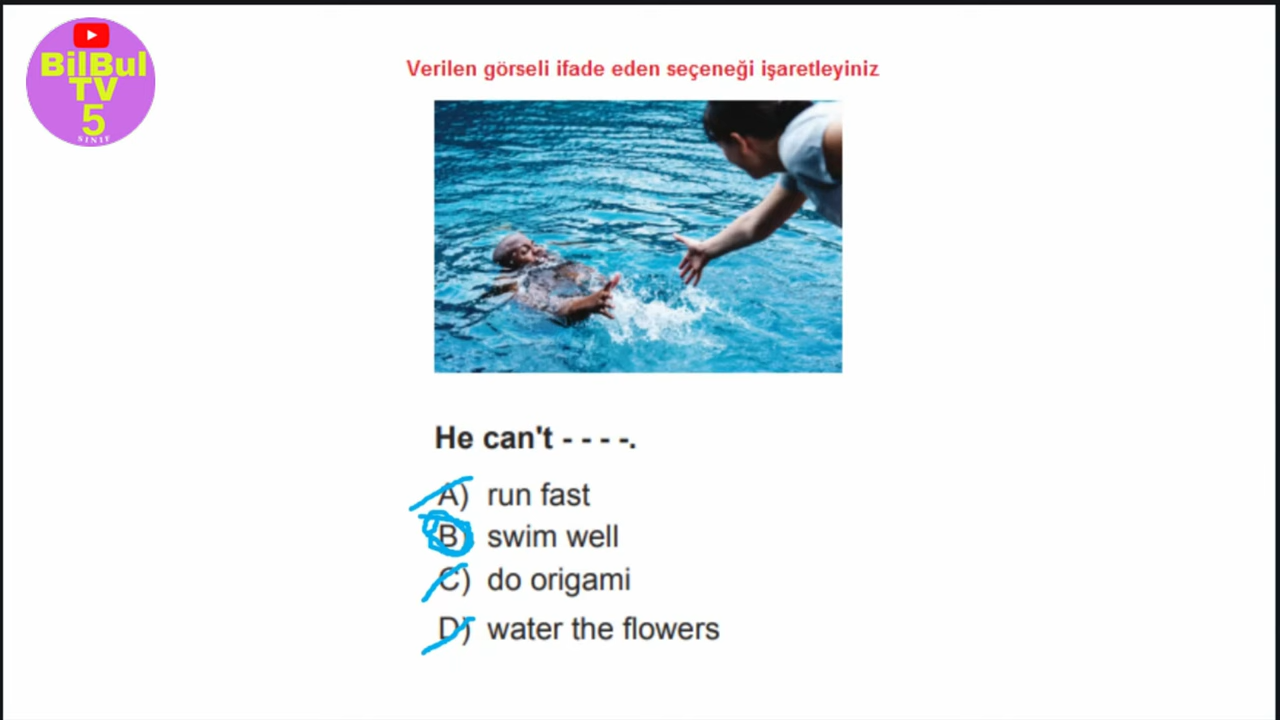 BilBul
TV
5
SINIF
Verilen görseli ifade eden seçeneği işaretleyiniz
He can't - - - -.
A) run fast
B) swim well
C) do origami
D) water the flowers